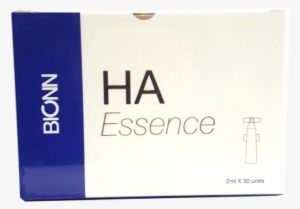 BIONN
HA
Essence
2ml X 30 units